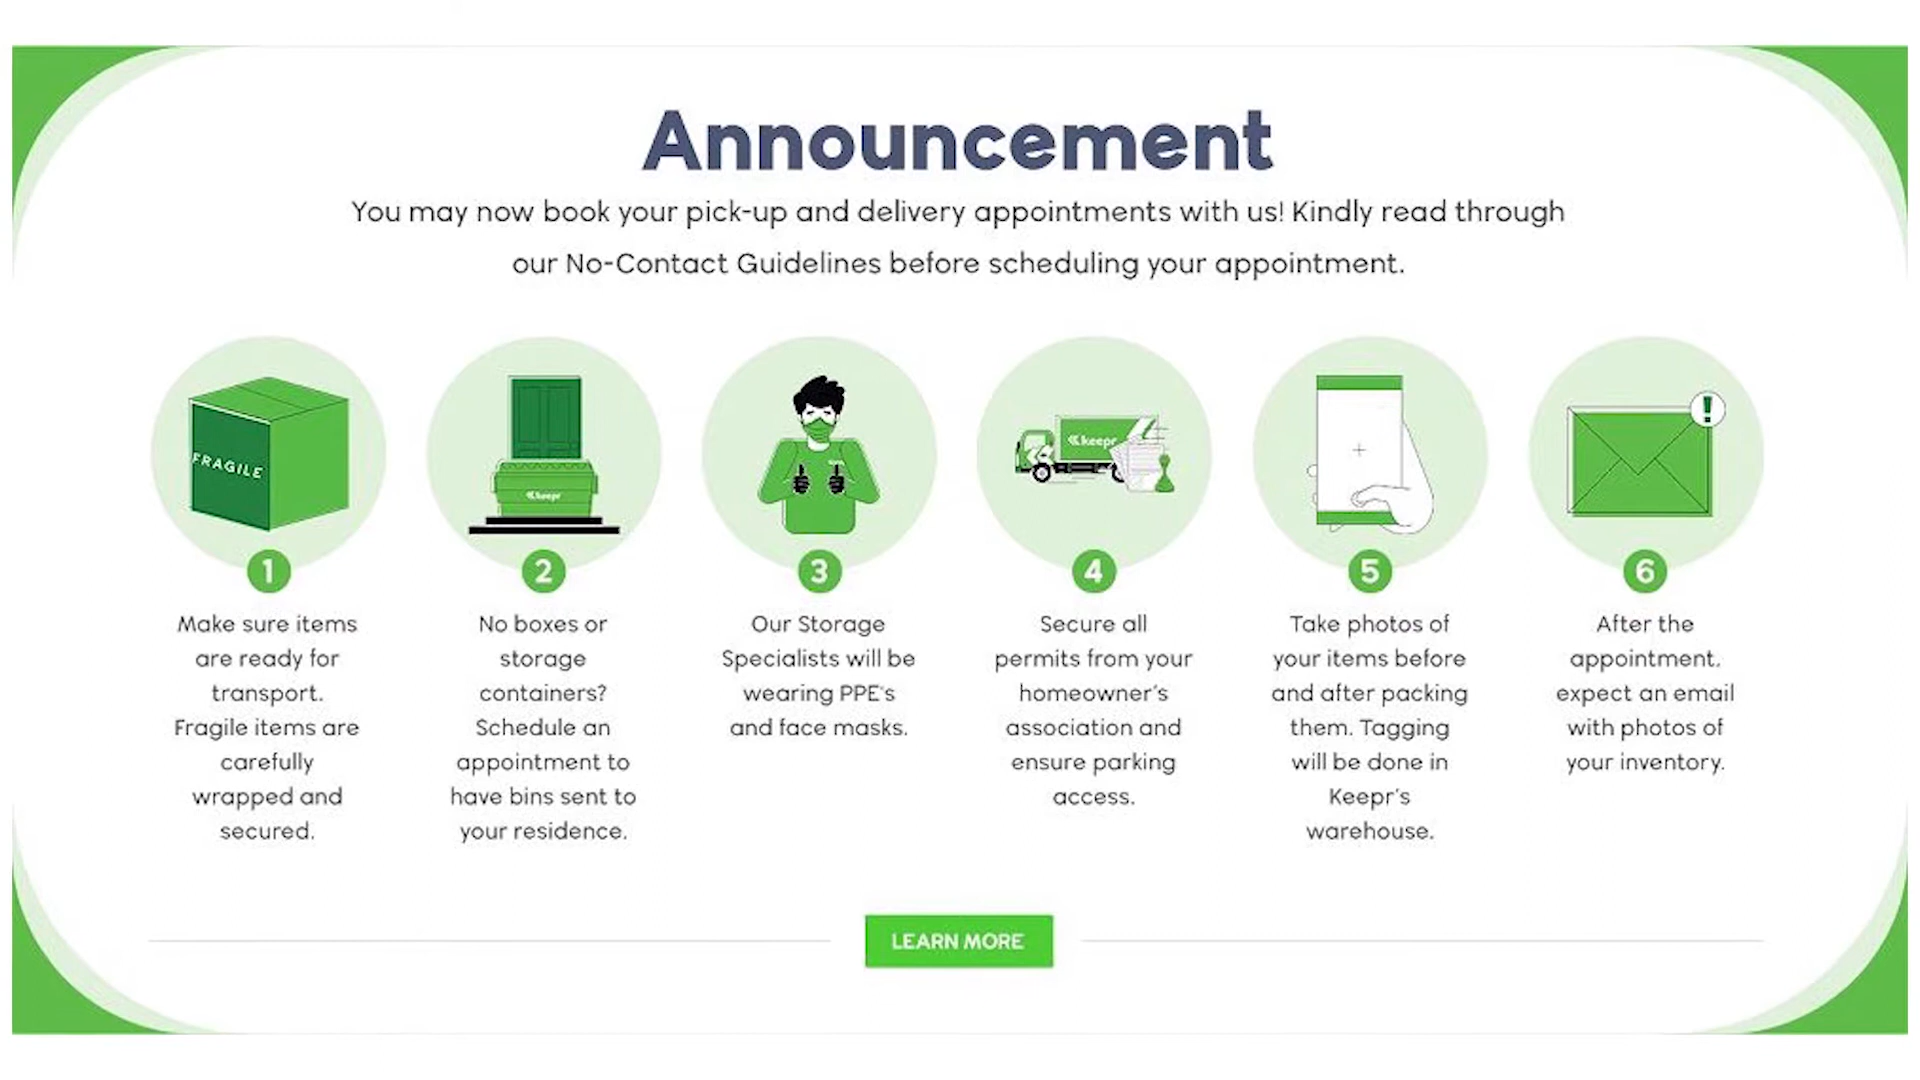 Announcement
You may now book your pick-up and delivery appointments with us! Kindly read through
our No-Contact Guidelines before scheduling your appointment.
FRAGILE
1
Make sure items
are ready for
transport.
Fragile items are
carefully
wrapped and
secured.
keepr
2
No boxes or
storage
containers?
Schedule an
appointment to
have bins sent to
your residence.
3
Our Storage
Specialists will be
wearing PPE's
and face masks.
keepr
4
Secure all
permits from your
homeowner's
association and
ensure parking
access.
5
Take photos of
your items before
and after packing
them. Tagging
will be done in
Keepr's
warehouse.
!
6
After the
appointment,
expect an email
with photos of
your inventory.
LEARN MORE